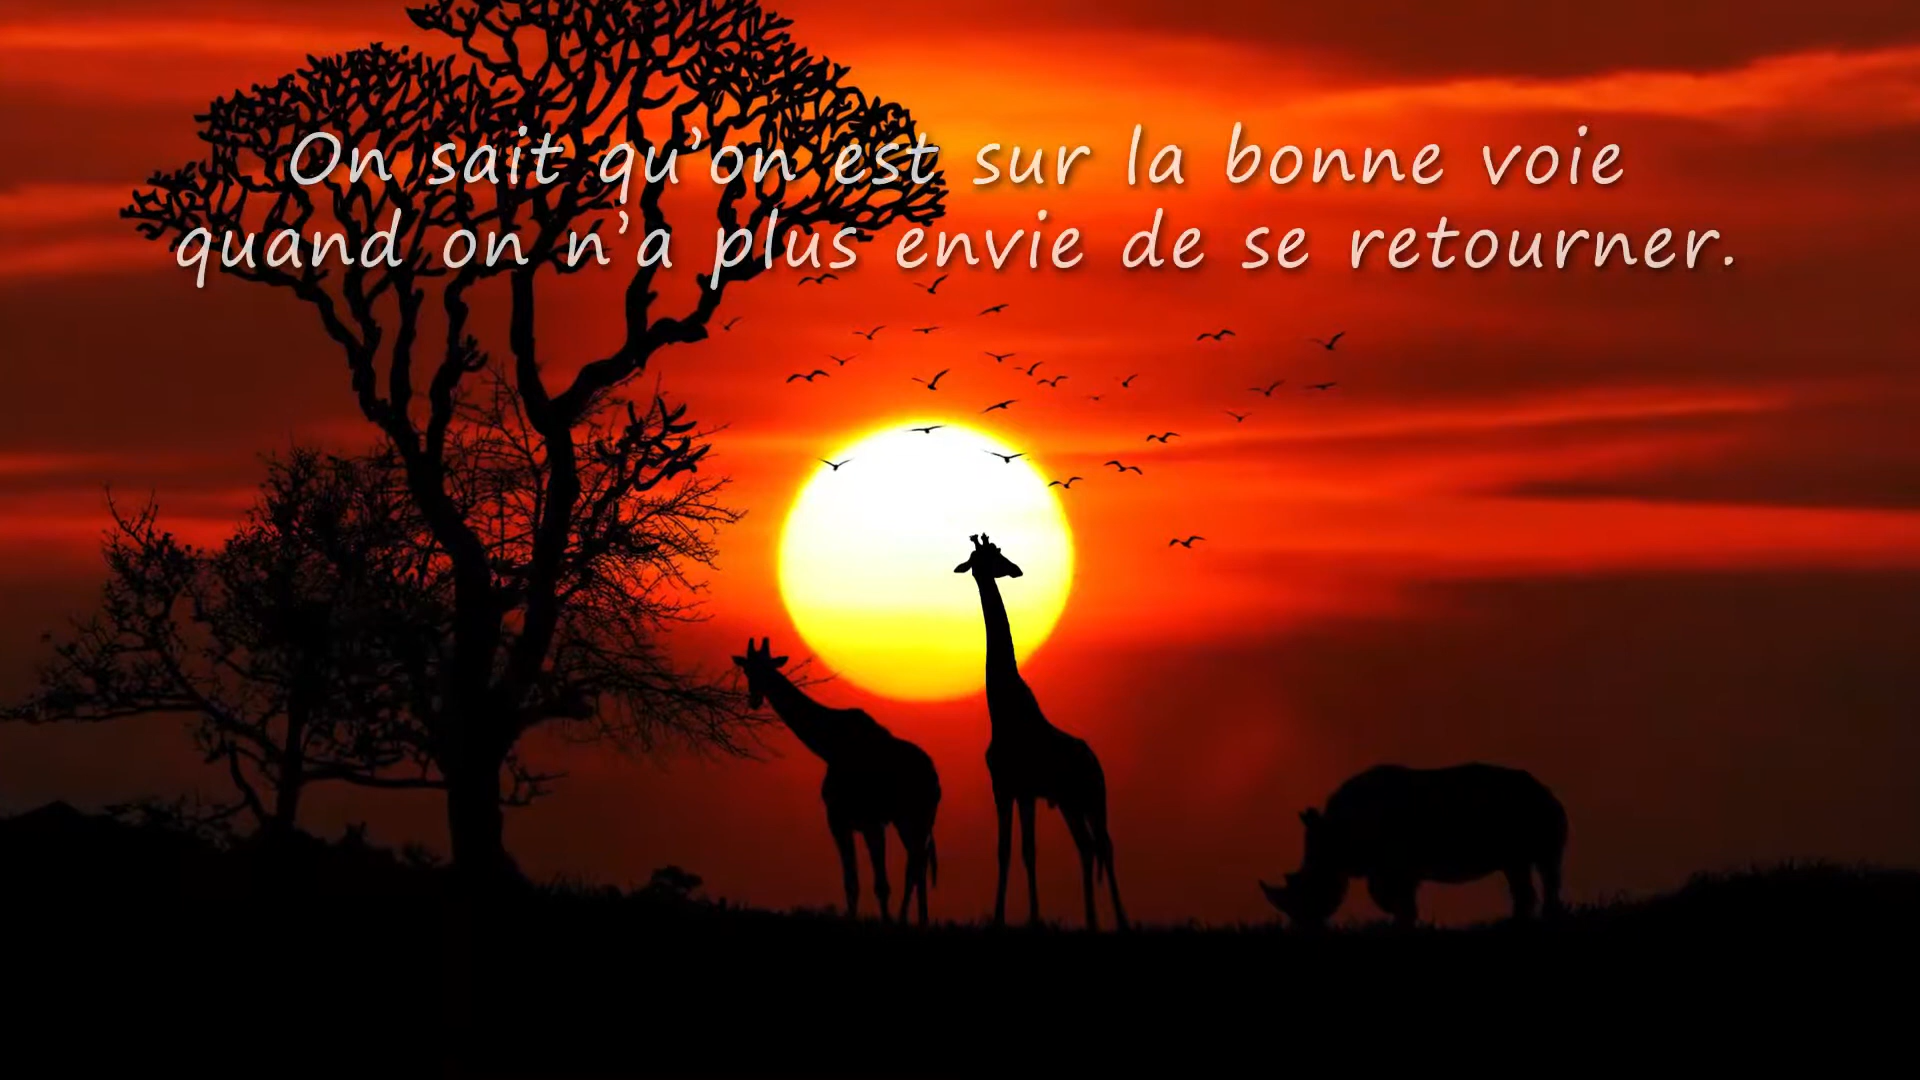 On sait qu’on est sur la bonne voie
quand on n’a plus envie de se retourner.